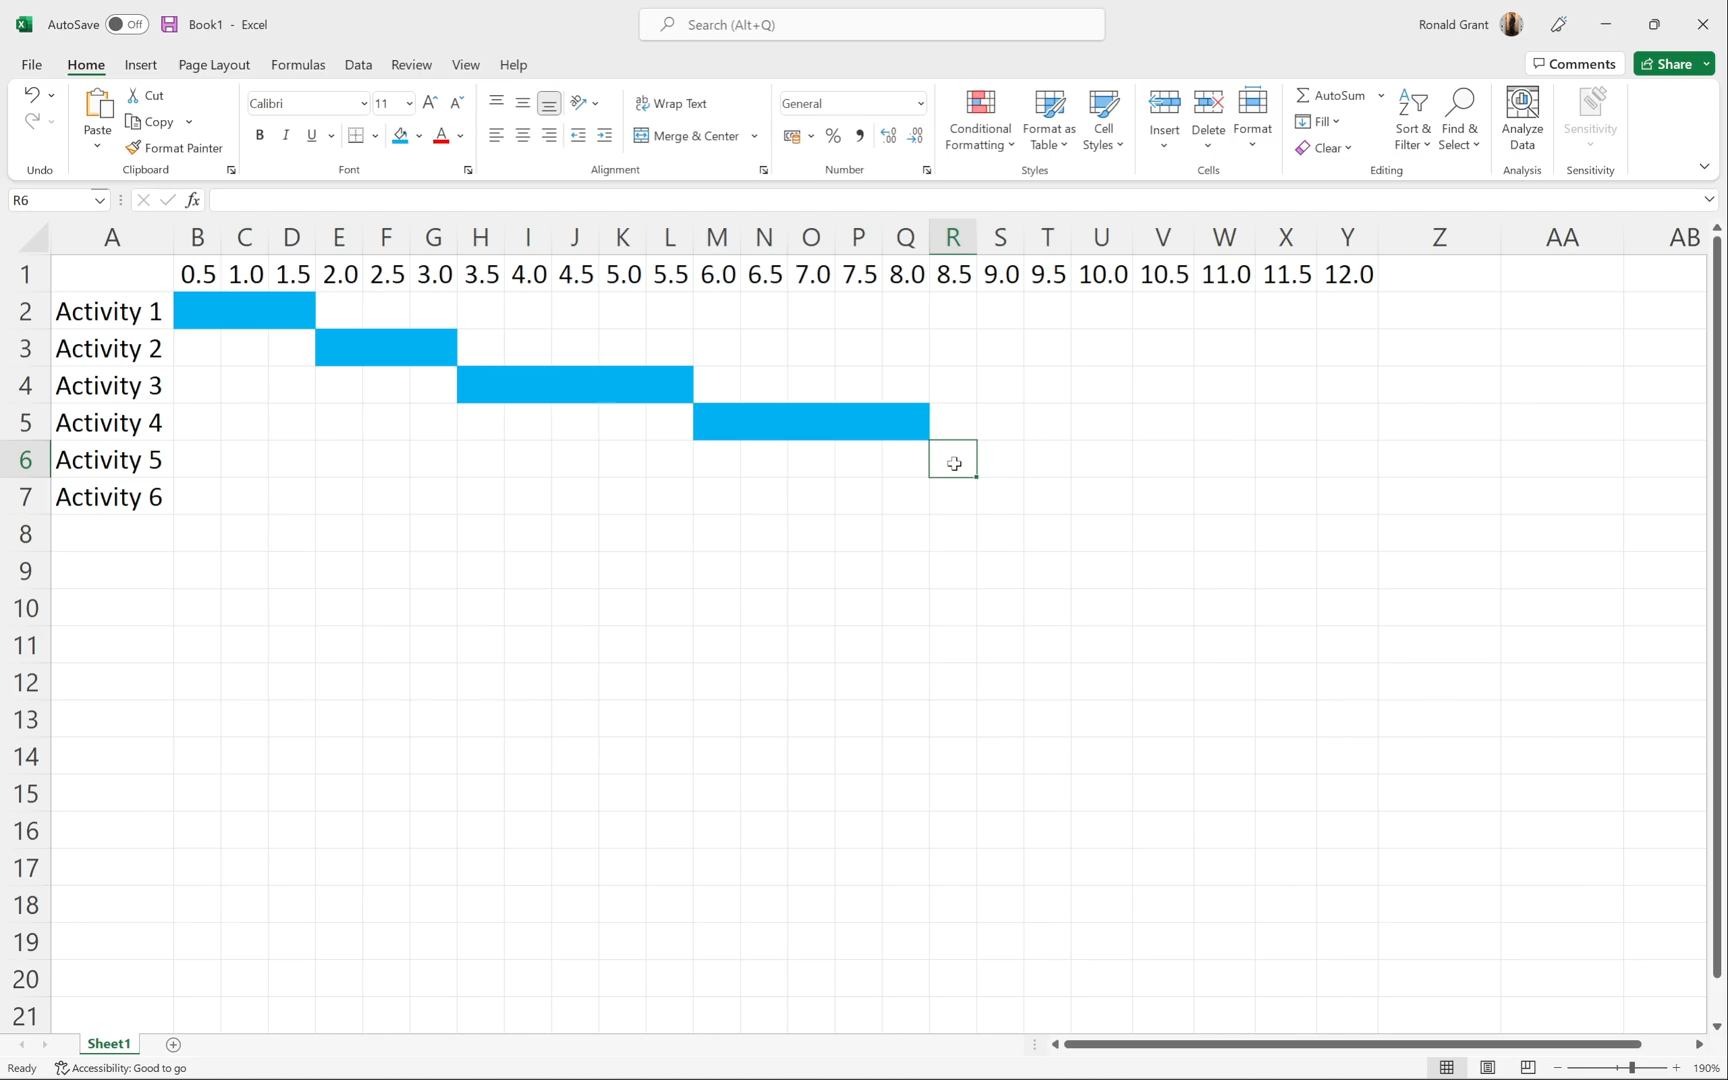 AutoSave Off Book1 - Excel Search (Alt+Q) Ronald Grant
File Home Insert Page Layout Formulas Data Review View Help Comments Share
Cut
Copy
Format Painter
Paste
Undo Clipboard
Calibri 11
B I U A
Font
ab Wrap Text
Merge & Center
Alignment
General
Number
Conditional Formatting
Format as Table
Cell Styles
Styles
Insert Delete Format
Cells
AutoSum
Fill
Clear
Sort & Filter
Find & Select
Editing
Analyze Data
Analysis
Sensitivity
Sensitivity
R6 fx
A B C D E F G H I J K L M N O P Q R S T U V W X Y Z AA AB
1 0.5 1.0 1.5 2.0 2.5 3.0 3.5 4.0 4.5 5.0 5.5 6.0 6.5 7.0 7.5 8.0 8.5 9.0 9.5 10.0 10.5 11.0 11.5 12.0
2 Activity 1
3 Activity 2
4 Activity 3
5 Activity 4
6 Activity 5
7 Activity 6
8
9
10
11
12
13
14
15
16
17
18
19
20
21
Sheet1
Ready Accessibility: Good to go 190%